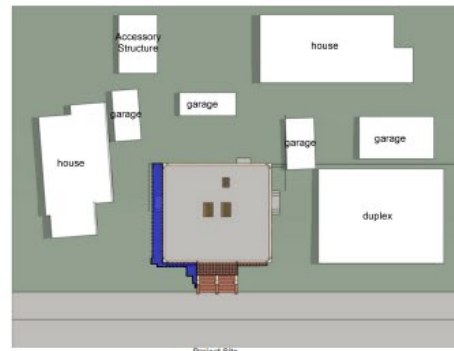 Accessory
Structure
house
garage
garage
garage
garage
house
duplex
Project Site